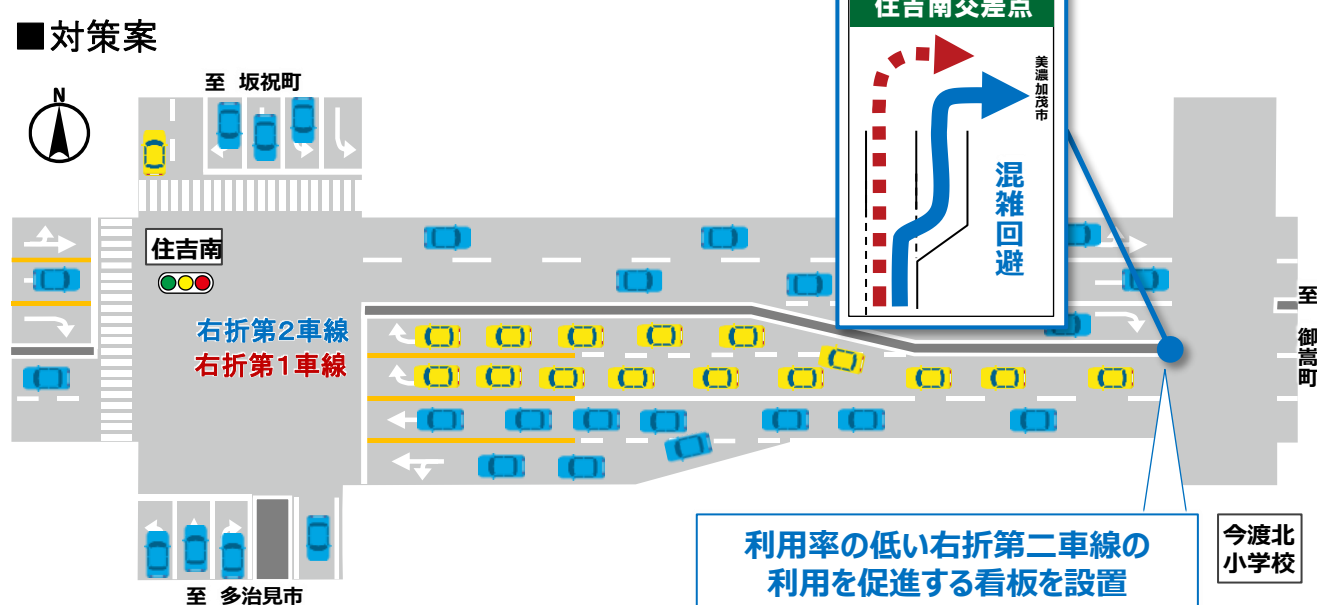 ■対策案
至 坂祝町
N
住吉南交差点
美濃加茂市
混雑回避
住吉南
右折第2車線
右折第1車線
至 御嵩町
利用率の低い右折第二車線の
利用を促進する看板を設置
今渡北
小学校
至 多治見市